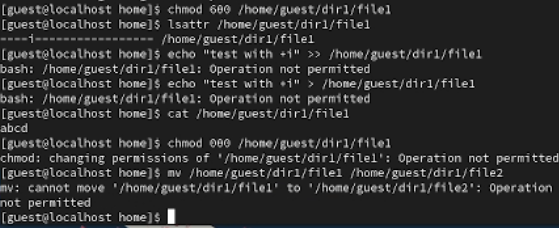 [guest@localhost home]$ chmod 600 /home/guest/dir1/file1
[guest@localhost home]$ lsattr /home/guest/dir1/file1
----i----------------- /home/guest/dir1/file1
[guest@localhost home]$ echo "test with +i" >> /home/guest/dir1/file1
bash: /home/guest/dir1/file1: Operation not permitted
[guest@localhost home]$ echo "test with +i" > /home/guest/dir1/file1
bash: /home/guest/dir1/file1: Operation not permitted
[guest@localhost home]$ cat /home/guest/dir1/file1
abcd
[guest@localhost home]$ chmod 000 /home/guest/dir1/file1
chmod: changing permissions of '/home/guest/dir1/file1': Operation not permitted
[guest@localhost home]$ mv /home/guest/dir1/file1 /home/guest/dir1/file2
mv: cannot move '/home/guest/dir1/file1' to '/home/guest/dir1/file2': Operation
not permitted
[guest@localhost home]$